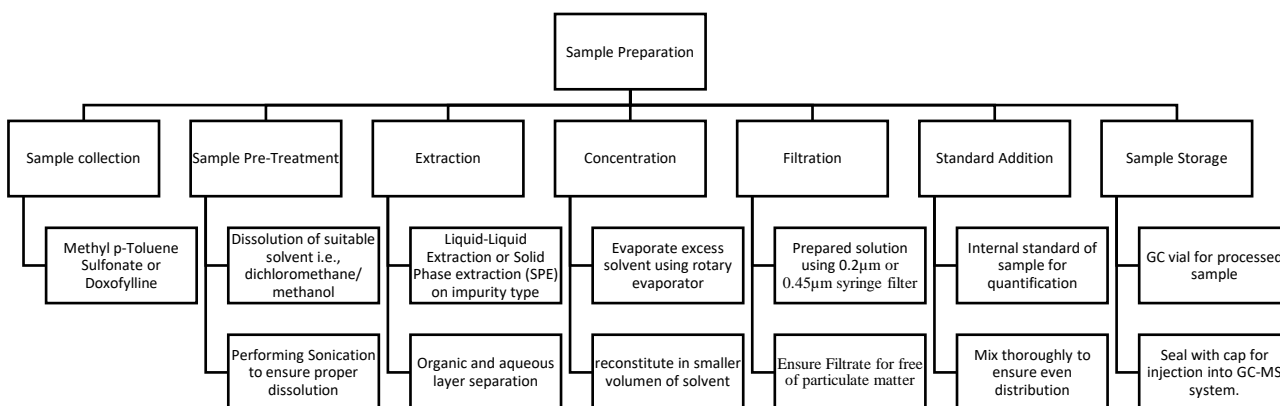 Sample Preparation
Sample collection
Methyl p-Toluene
Sulfonate or
Doxofylline
Sample Pre-Treatment
Dissolution of suitable
solvent i.e.,
dichloromethane/
methanol
Performing Sonication
to ensure proper
dissolution
Extraction
Liquid-Liquid
Extraction or Solid
Phase extraction (SPE)
on impurity type
Organic and aqueous
layer separation
Concentration
Evaporate excess
solvent using rotary
evaporator
reconstitute in smaller
volumen of solvent
Filtration
Prepared solution
using 0.2µm or
0.45µm syringe filter
Ensure Filtrate for free
of particulate matter
Standard Addition
Internal standard of
sample for
quantification
Mix thoroughly to
ensure even
distribution
Sample Storage
GC vial for processed
sample
Seal with cap for
injection into GC-MS
system.